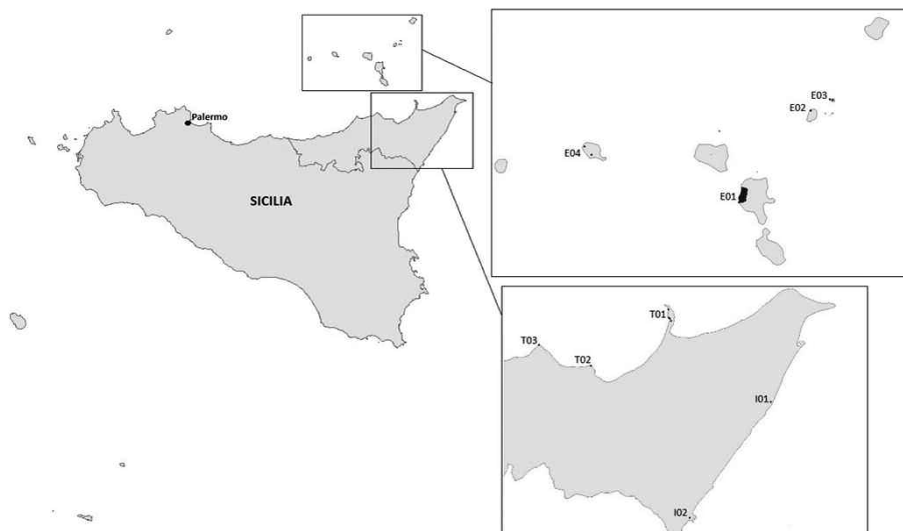 Palermo
SICILIA
E03
E02
E04
E01
T01
T03
T02
I01
I02